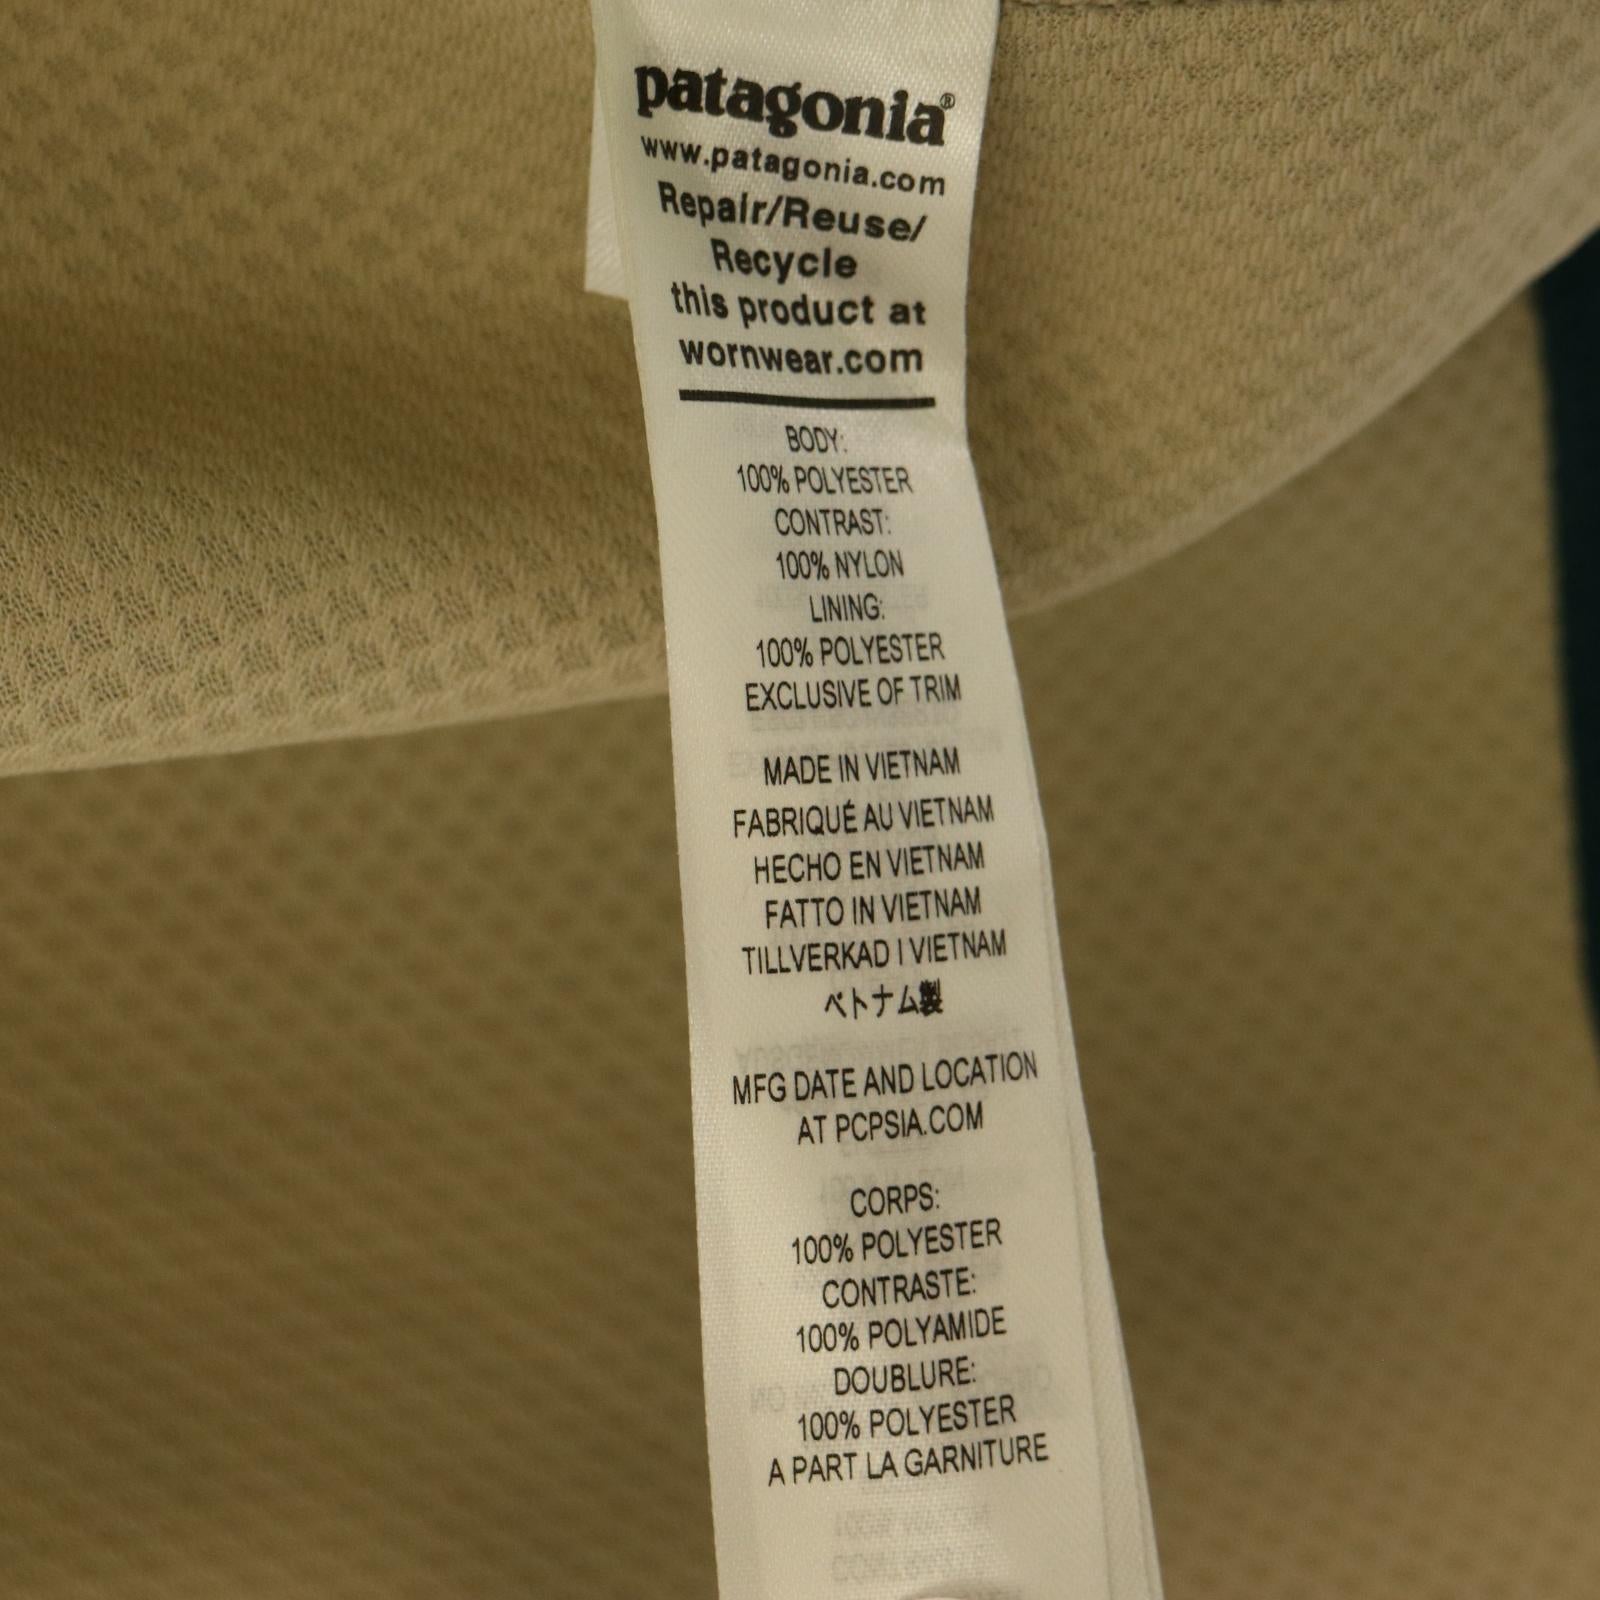 patagonia®
www.patagonia.com
Repair/Reuse/
Recycle
this product at
wornwear.com
BODY:
100% POLYESTER
CONTRAST:
100% NYLON
LINING:
100% POLYESTER
EXCLUSIVE OF TRIM
MADE IN VIETNAM
FABRIQUÉ AU VIETNAM
HECHO EN VIETNAM
FATTO IN VIETNAM
TILLVERKAD I VIETNAM
ベトナム製
MFG DATE AND LOCATION
AT PCPSIA.COM
CORPS:
100% POLYESTER
CONTRASTE:
100% POLYAMIDE
DOUBLURE:
100% POLYESTER
A PART LA GARNITURE